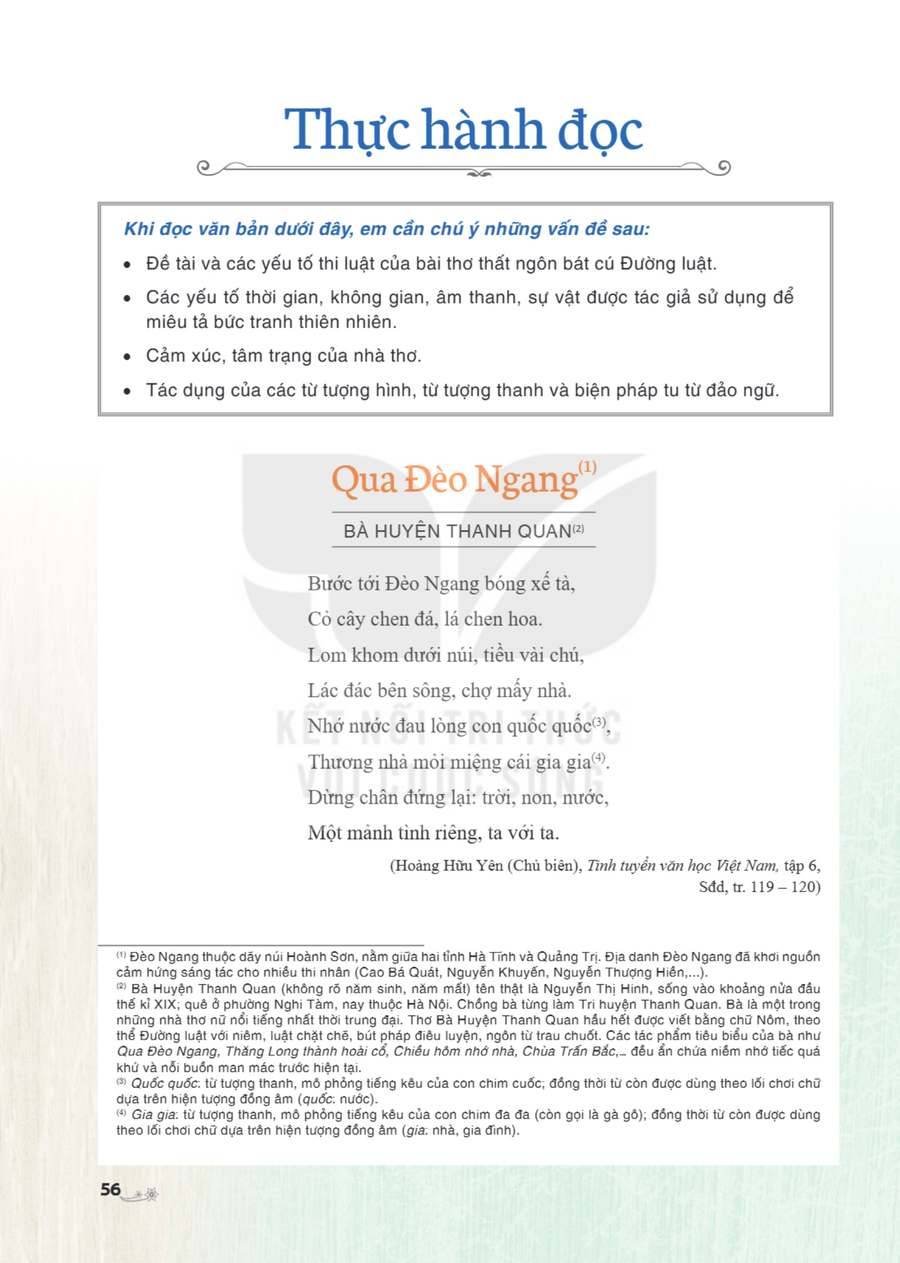 Thực hành đọc
Khi đọc văn bản dưới đây, em cần chú ý những vấn đề sau:
• Đề tài và các yếu tố thi luật của bài thơ thất ngôn bát cú Đường luật.
• Các yếu tố thời gian, không gian, âm thanh, sự vật được tác giả sử dụng để
miêu tả bức tranh thiên nhiên.
• Cảm xúc, tâm trạng của nhà thơ.
• Tác dụng của các từ tượng hình, từ tượng thanh và biện pháp tu từ đảo ngữ.
Qua Đèo Ngang(1)
BÀ HUYỆN THANH QUAN(2)
Bước tới Đèo Ngang bóng xế tà,
Cỏ cây chen đá, lá chen hoa.
Lom khom dưới núi, tiều vài chú,
Lác đác bên sông, chợ mấy nhà.
KẾT NỐI TRI THỨC
Nhớ nước đau lòng con quốc quốc(3),
Thương nhà mỏi miệng cái gia gia(4).
VỚI CUỘC SỐNG
Dừng chân đứng lại: trời, non, nước,
Một mảnh tình riêng, ta với ta.
(Hoàng Hữu Yên (Chủ biên), Tinh tuyển văn học Việt Nam, tập 6,
Sđd, tr. 119 – 120)
(1) Đèo Ngang thuộc dãy núi Hoành Sơn, nằm giữa hai tỉnh Hà Tĩnh và Quảng Trị. Địa danh Đèo Ngang đã khơi nguồn
cảm hứng sáng tác cho nhiều thi nhân (Cao Bá Quát, Nguyễn Khuyến, Nguyễn Thượng Hiền,...).
(2) Bà Huyện Thanh Quan (không rõ năm sinh, năm mất) tên thật là Nguyễn Thị Hinh, sống vào khoảng nửa đầu
thế kỉ XIX; quê ở phường Nghi Tàm, nay thuộc Hà Nội. Chồng bà từng làm Tri huyện Thanh Quan. Bà là một trong
những nhà thơ nữ nổi tiếng nhất thời trung đại. Thơ Bà Huyện Thanh Quan hầu hết được viết bằng chữ Nôm, theo
thể Đường luật với niêm, luật chặt chẽ, bút pháp điêu luyện, ngôn từ trau chuốt. Các tác phẩm tiêu biểu của bà như
Qua Đèo Ngang, Thăng Long thành hoài cổ, Chiều hôm nhớ nhà, Chùa Trấn Bắc,... đều ẩn chứa niềm nhớ tiếc quá
khứ và nỗi buồn man mác trước hiện tại.
(3) Quốc quốc: từ tượng thanh, mô phỏng tiếng kêu của con chim cuốc; đồng thời từ còn được dùng theo lối chơi chữ
dựa trên hiện tượng đồng âm (quốc: nước).
(4) Gia gia: từ tượng thanh, mô phỏng tiếng kêu của con chim đa đa (còn gọi là gà gô); đồng thời từ còn được dùng
theo lối chơi chữ dựa trên hiện tượng đồng âm (gia: nhà, gia đình).
56